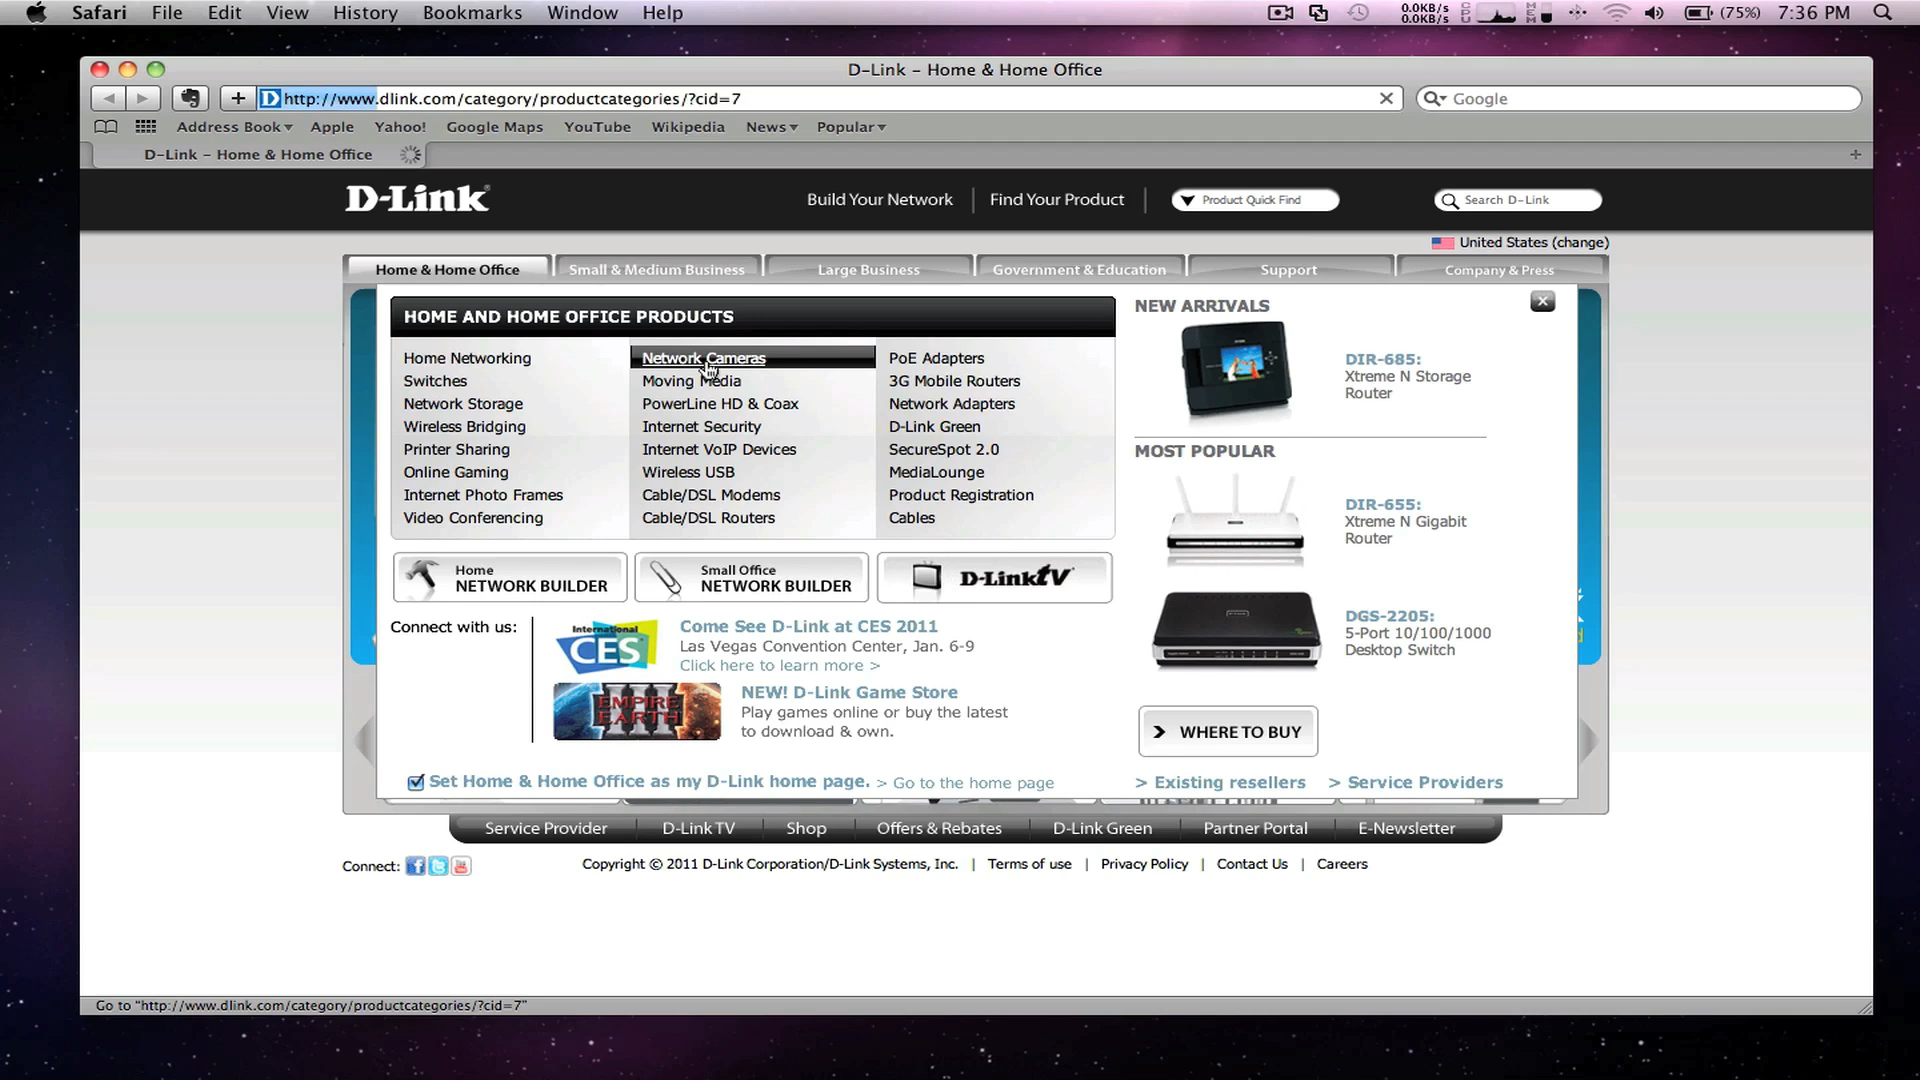 Safari File Edit View History Bookmarks Window Help
0.0KB/s
0.0KB/s
(75%) 7:36 PM
D-Link – Home & Home Office
http://www.dlink.com/category/productcategories/?cid=7
Google
Address Book Apple Yahoo! Google Maps YouTube Wikipedia News Popular
D-Link – Home & Home Office
D-Link
Build Your Network
Find Your Product
Product Quick Find
Search D-Link
United States (change)
Home & Home Office
Small & Medium Business
Large Business
Government & Education
Support
Company & Press
HOME AND HOME OFFICE PRODUCTS
Home Networking
Switches
Network Storage
Wireless Bridging
Printer Sharing
Online Gaming
Internet Photo Frames
Video Conferencing
Network Cameras
Moving Media
PowerLine HD & Coax
Internet Security
Internet VoIP Devices
Wireless USB
Cable/DSL Modems
Cable/DSL Routers
PoE Adapters
3G Mobile Routers
Network Adapters
D-Link Green
SecureSpot 2.0
MediaLounge
Product Registration
Cables
Home
NETWORK BUILDER
Small Office
NETWORK BUILDER
D-LinkTV
Connect with us:
International
CES
Come See D-Link at CES 2011
Las Vegas Convention Center, Jan. 6-9
Click here to learn more >
EMPIRE
EARTH
III
NEW! D-Link Game Store
Play games online or buy the latest
to download & own.
Set Home & Home Office as my D-Link home page. > Go to the home page
NEW ARRIVALS
DIR-685:
Xtreme N Storage
Router
MOST POPULAR
DIR-655:
Xtreme N Gigabit
Router
DGS-2205:
5-Port 10/100/1000
Desktop Switch
WHERE TO BUY
> Existing resellers > Service Providers
Service Provider D-Link TV Shop Offers & Rebates D-Link Green Partner Portal E-Newsletter
Connect:
Copyright © 2011 D-Link Corporation/D-Link Systems, Inc. | Terms of use | Privacy Policy | Contact Us | Careers
Go to "http://www.dlink.com/category/productcategories/?cid=7"